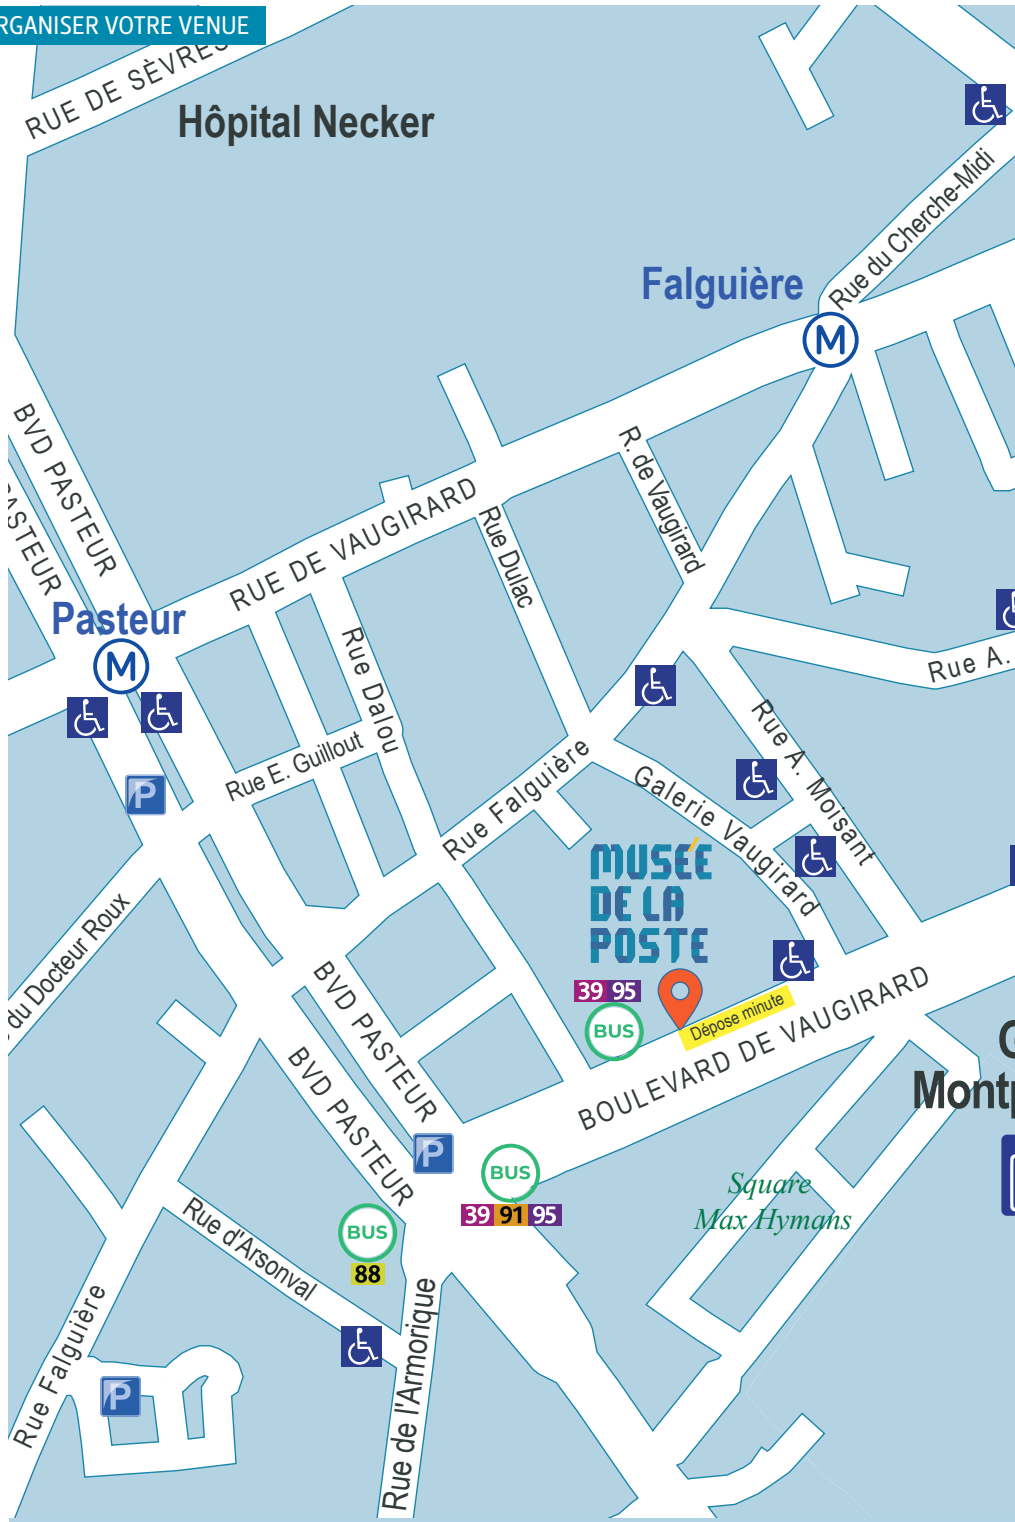 RGANISER VOTRE VENUE
RUE DE SÈVRES
Hôpital Necker
Rue du Cherche-Midi
Falguière
M
BVD PASTEUR
PASTEUR
RUE DE VAUGIRARD
R. de Vaugirard
Rue Dulac
Pasteur
M
Rue Dalou
Rue A.
Rue E. Guillout
P
Rue Falguière
Galerie Vaugirard
Rue A. Moisant
MUSÉE
DE LA
POSTE
du Docteur Roux
39 95
BUS
Dépose minute
BOULEVARD DE VAUGIRARD
BVD PASTEUR
BVD PASTEUR
G
Montp
P
BUS
39 91 95
Square
Max Hymans
Rue d'Arsonval
BUS
88
Rue Falguière
Rue de l'Armorique
P